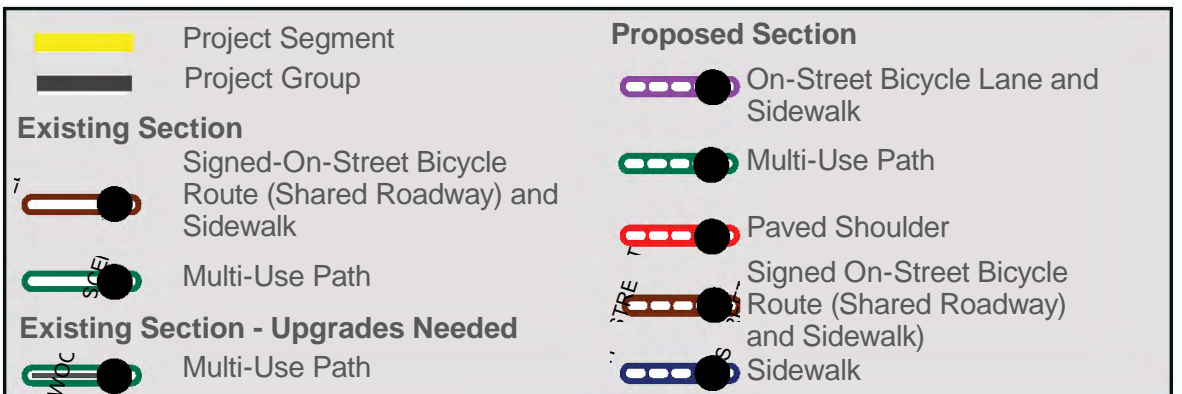 Project Segment
Project Group
Existing Section
Signed-On-Street Bicycle
Route (Shared Roadway) and
Sidewalk
Multi-Use Path
Existing Section - Upgrades Needed
Multi-Use Path
Proposed Section
On-Street Bicycle Lane and
Sidewalk
Multi-Use Path
Paved Shoulder
Signed On-Street Bicycle
Route (Shared Roadway)
and Sidewalk)
Sidewalk